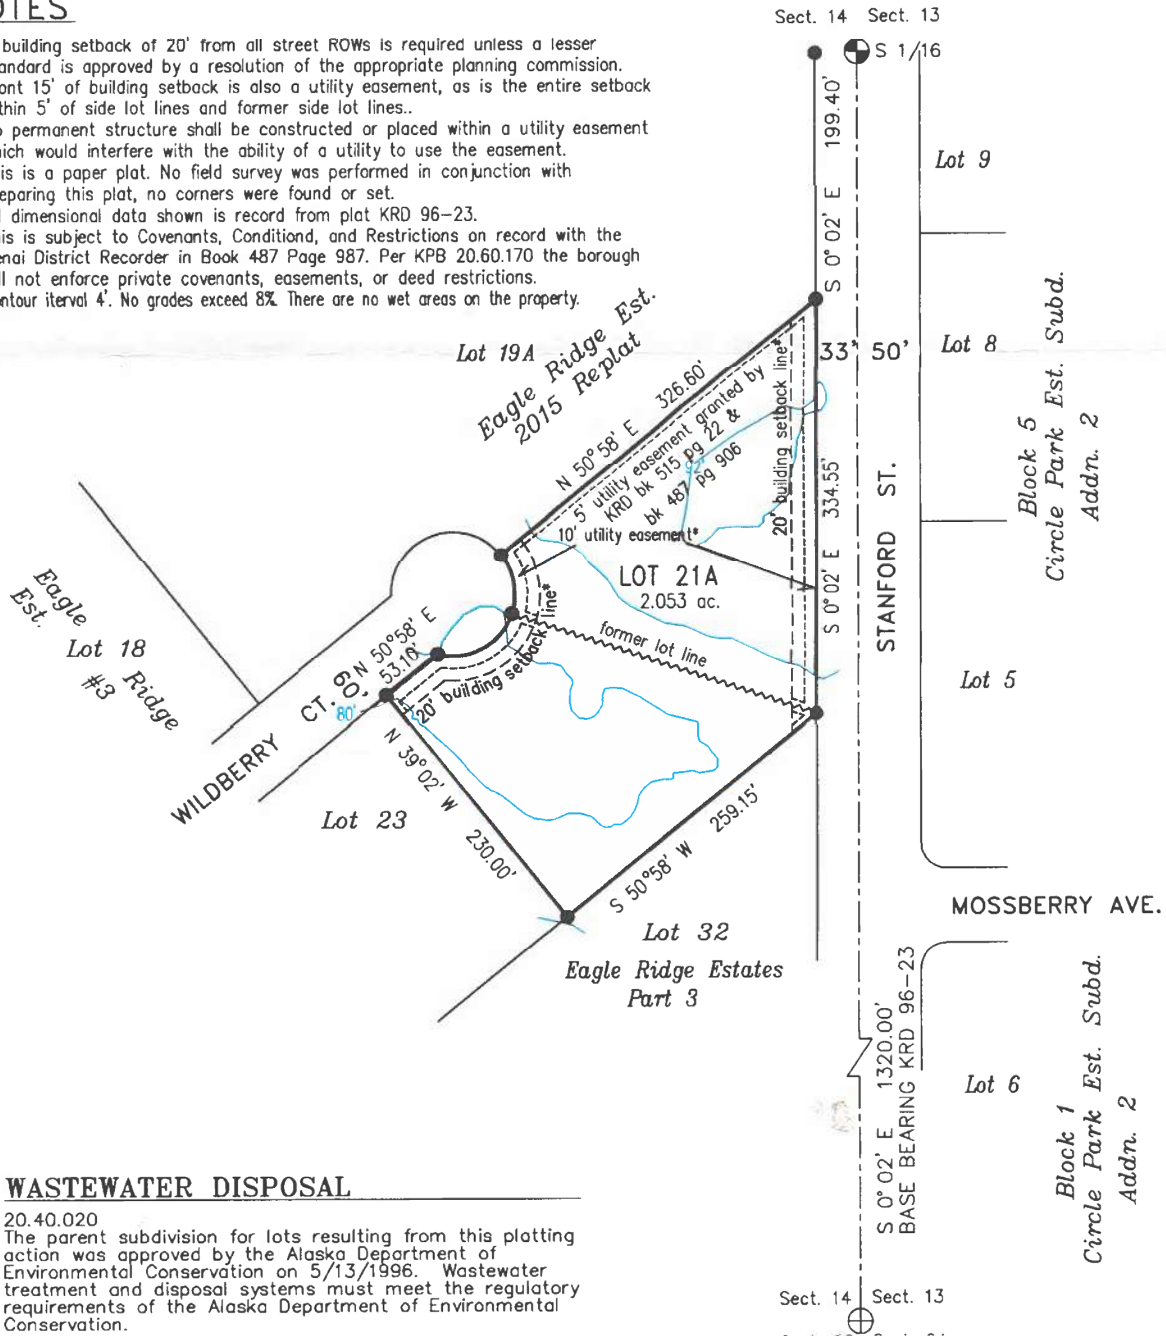 building setback of 20' from all street ROWs is required unless a lesser
andard is approved by a resolution of the appropriate planning commission.
ont 15' of building setback is also a utility easement, as is the entire setback
thin 5' of side lot lines and former side lot lines..
permanent structure shall be constructed or placed within a utility easement
ich would interfere with the ability of a utility to use the easement.
is is a paper plat. No field survey was performed in conjunction with
eparing this plat, no corners were found or set.
dimensional data shown is record from plat KRD 96-23.
is is subject to Covenants, Conditiond, and Restrictions on record with the
enai District Recorder in Book 487 Page 987. Per KPB 20.60.170 the borough
ll not enforce private covenants, easements, or deed restrictions.
ntour iterval 4'. No grades exceed 8%. There are no wet areas on the property.
Sect. 14 Sect. 13
S 1/16
S 0°02' E 199.40'
Lot 9
Lot 8
Block 5
Circle Park Est. Subd.
Addn. 2
Lot 5
33' 50'
STANFORD ST.
Lot 19A
Eagle Ridge Est.
2015 Replat
N 50°58' E 326.60'
5' utility easement granted by
KRD bk 515 pg 22 &
bk 487 pg 906
10' utility easement*
20' building setback line*
S 0°02' E 334.55'
LOT 21A
2.053 ac.
former lot line
20' building setback line*
N 50°58' E
53.10'
60'
80'
WILDBERRY CT.
Eagle Ridge
Est. #3
Lot 18
Lot 23
N 39°02' W 230.00'
S 50°58' W 259.15'
Lot 32
Eagle Ridge Estates
Part 3
MOSSBERRY AVE.
S 0°02' E 1320.00'
BASE BEARING KRD 96-23
Lot 6
Block 1
Circle Park Est. Subd.
Addn. 2
WASTEWATER DISPOSAL
20.40.020
The parent subdivision for lots resulting from this platting
action was approved by the Alaska Department of
Environmental Conservation on 5/13/1996. Wastewater
treatment and disposal systems must meet the regulatory
requirements of the Alaska Department of Environmental
Conservation.
Sect. 14 Sect. 13